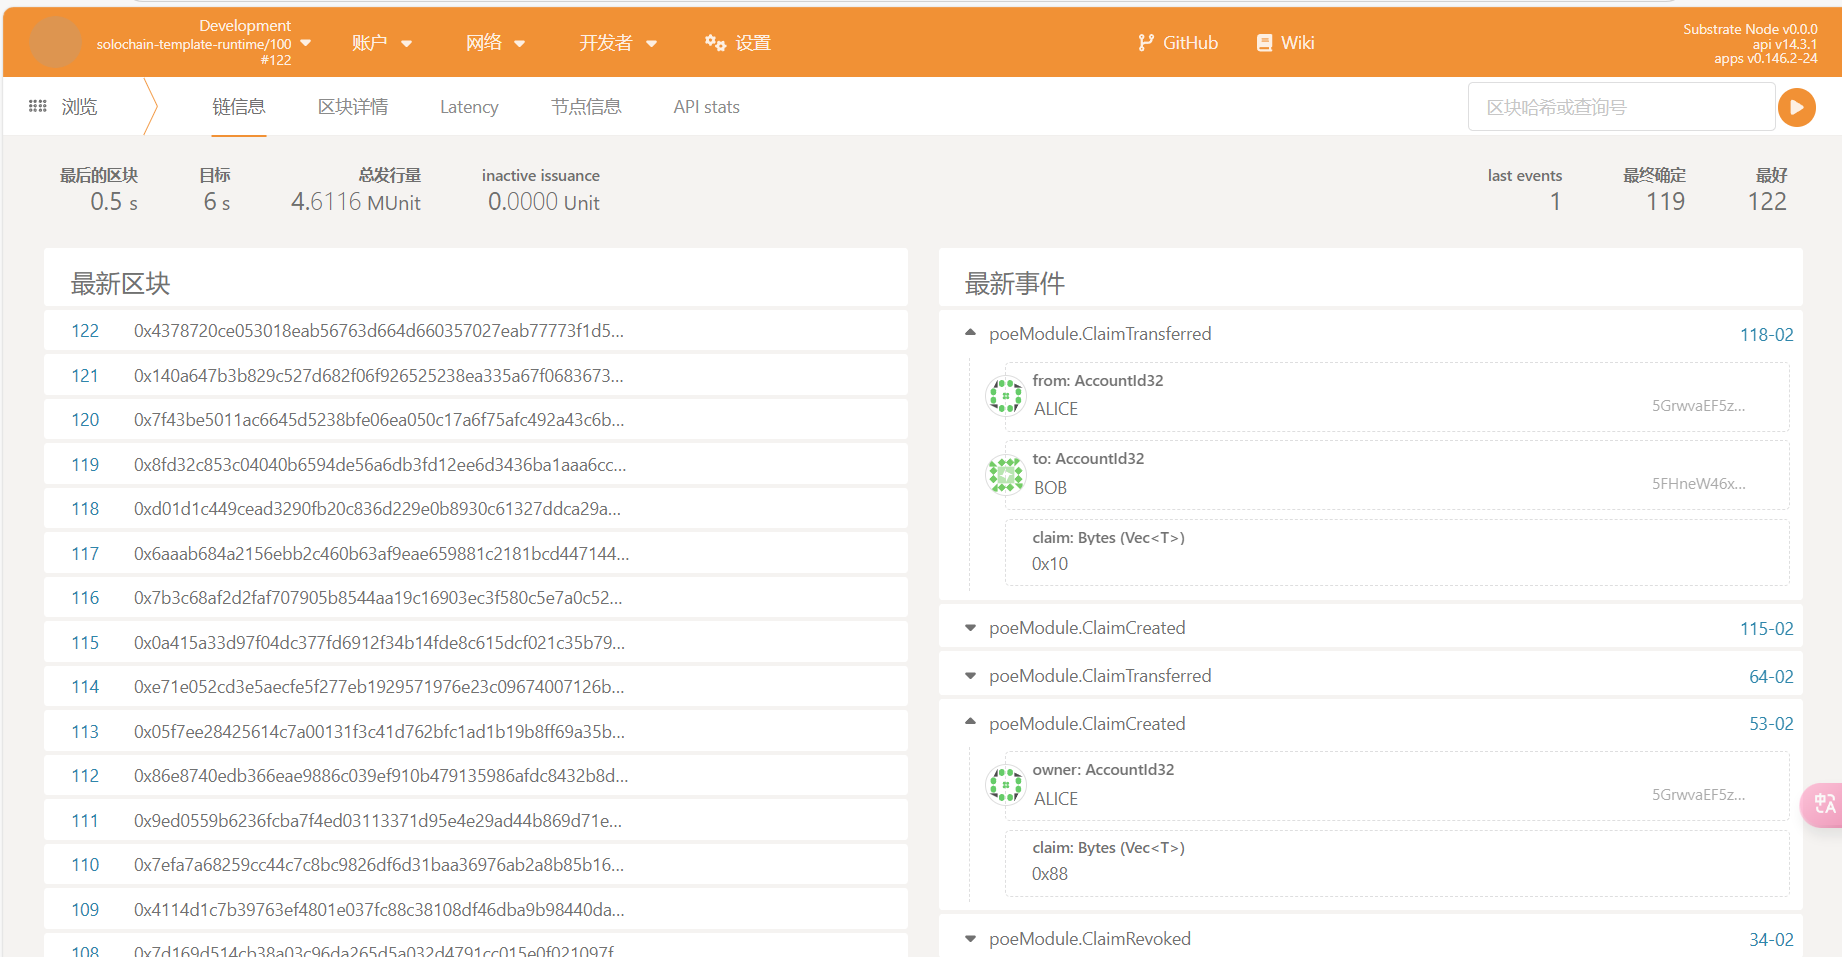 Development
solochain-template-runtime/100
#122
账户
网络
开发者
设置
GitHub
Wiki
Substrate Node v0.0.0
api v14.3.1
apps v0.146.2-24
浏览
链信息
区块详情
Latency
节点信息
API stats
区块哈希或查询号
最后的区块
0.5 s
目标
6 s
总发行量
4.6116 MUnit
inactive issuance
0.0000 Unit
last events
1
最终确定
119
最好
122
最新区块
122 0x4378720ce053018eab56763d664d660357027eab77773f1d5...
121 0x140a647b3b829c527d682f06f926525238ea335a67f0683673...
120 0x7f43be5011ac6645d5238bfe06ea050c17a6f75afc492a43c6b...
119 0x8fd32c853c04040b6594de56a6db3fd12ee6d3436ba1aaa6cc...
118 0xd01d1c449cead3290fb20c836d229e0b8930c61327ddca29a...
117 0x6aaab684a2156ebb2c460b63af9eae659881c2181bcd447144...
116 0x7b3c68af2d2faf707905b8544aa19c16903ec3f580c5e7a0c52...
115 0x0a415a33d97f04dc377fd6912f34b14fde8c615dcf021c35b79...
114 0xe71e052cd3e5aecfe5f277eb1929571976e23c09674007126b...
113 0x05f7ee28425614c7a00131f3c41d762bfc1ad1b19b8ff69a35b...
112 0x86e8740edb366eae9886c039ef910b479135986afdc8432b8d...
111 0x9ed0559b6236fcba7f4ed03113371d95e4e29ad44b869d71e...
110 0x7efa7a68259cc44c7c8bc9826df6d31baa36976ab2a8b85b16...
109 0x4114d1c7b39763ef4801e037fc88c38108df46dba9b98440da...
108 0x7d169d514cb38a03c96da265d5a032d4791cc015e0f021097f...
最新事件
poeModule.ClaimTransferred 118-02
from: AccountId32
ALICE 5GrwvaEF5z...
to: AccountId32
BOB 5FHneW46x...
claim: Bytes (Vec<T>)
0x10
poeModule.ClaimCreated 115-02
poeModule.ClaimTransferred 64-02
poeModule.ClaimCreated 53-02
owner: AccountId32
ALICE 5GrwvaEF5z...
claim: Bytes (Vec<T>)
0x88
poeModule.ClaimRevoked 34-02
中
A